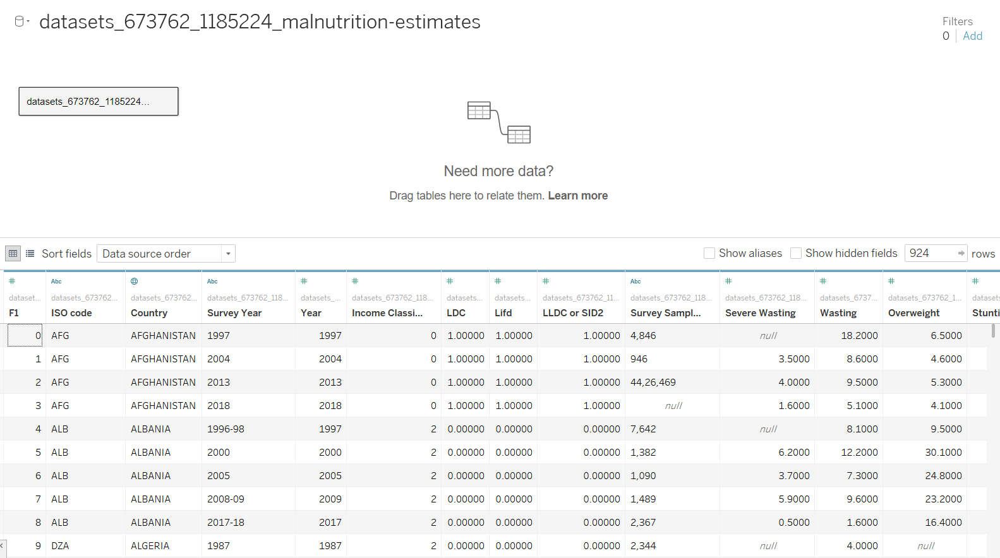 datasets_673762_1185224_malnutrition-estimates
Filters
0 Add
datasets_673762_1185224...
Need more data?
Drag tables here to relate them. Learn more
Sort fields Data source order Show aliases Show hidden fields 924 rows
# Abc Abc # # # # # Abc # # # #
dataset... datasets_673762... datasets_673762... datasets_673762_118... datasets_... datasets_673762_118... datasets... datasets... datasets_673762_11... datasets_673762_118... datasets_673762_118... datasets_6737... datasets_673762_1... datasets
F1 ISO code Country Survey Year Year Income Classi... LDC Lifd LLDC or SID2 Survey Sampl... Severe Wasting Wasting Overweight Stunti
0 AFG AFGHANISTAN 1997 1997 0 1.00000 1.00000 1.00000 4,846 null 18.2000 6.5000
1 AFG AFGHANISTAN 2004 2004 0 1.00000 1.00000 1.00000 946 3.5000 8.6000 4.6000
2 AFG AFGHANISTAN 2013 2013 0 1.00000 1.00000 1.00000 44,26,469 4.0000 9.5000 5.3000
3 AFG AFGHANISTAN 2018 2018 0 1.00000 1.00000 1.00000 null 1.6000 5.1000 4.1000
4 ALB ALBANIA 1996-98 1997 2 0.00000 0.00000 0.00000 7,642 null 8.1000 9.5000
5 ALB ALBANIA 2000 2000 2 0.00000 0.00000 0.00000 1,382 6.2000 12.2000 30.1000
6 ALB ALBANIA 2005 2005 2 0.00000 0.00000 0.00000 1,090 3.7000 7.3000 24.8000
7 ALB ALBANIA 2008-09 2009 2 0.00000 0.00000 0.00000 1,489 5.9000 9.6000 23.2000
8 ALB ALBANIA 2017-18 2017 2 0.00000 0.00000 0.00000 2,367 0.5000 1.6000 16.4000
9 DZA ALGERIA 1987 1987 2 0.00000 0.00000 0.00000 2,344 null 4.0000 null